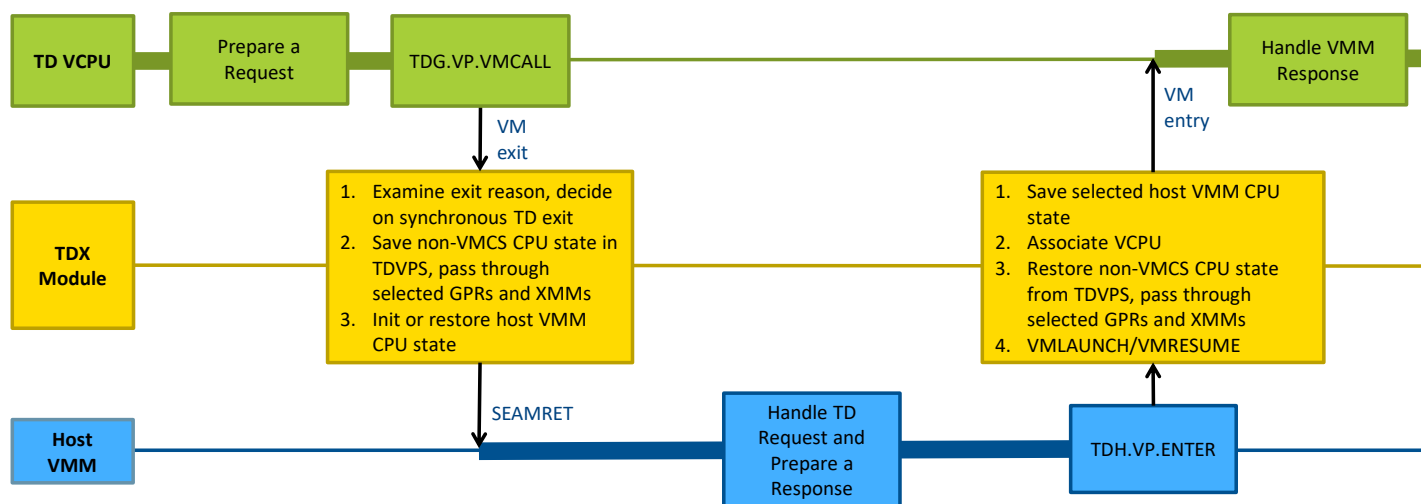 TD VCPU
Prepare a
Request
TDG.VP.VMCALL
Handle VMM
Response
VM
exit
VM
entry
TDX
Module
1. Examine exit reason, decide
on synchronous TD exit
2. Save non-VMCS CPU state in
TDVPS, pass through
selected GPRs and XMMs
3. Init or restore host VMM
CPU state
1. Save selected host VMM CPU
state
2. Associate VCPU
3. Restore non-VMCS CPU state
from TDVPS, pass through
selected GPRs and XMMs
4. VMLAUNCH/VMRESUME
SEAMRET
Host
VMM
Handle TD
Request and
Prepare a
Response
TDH.VP.ENTER